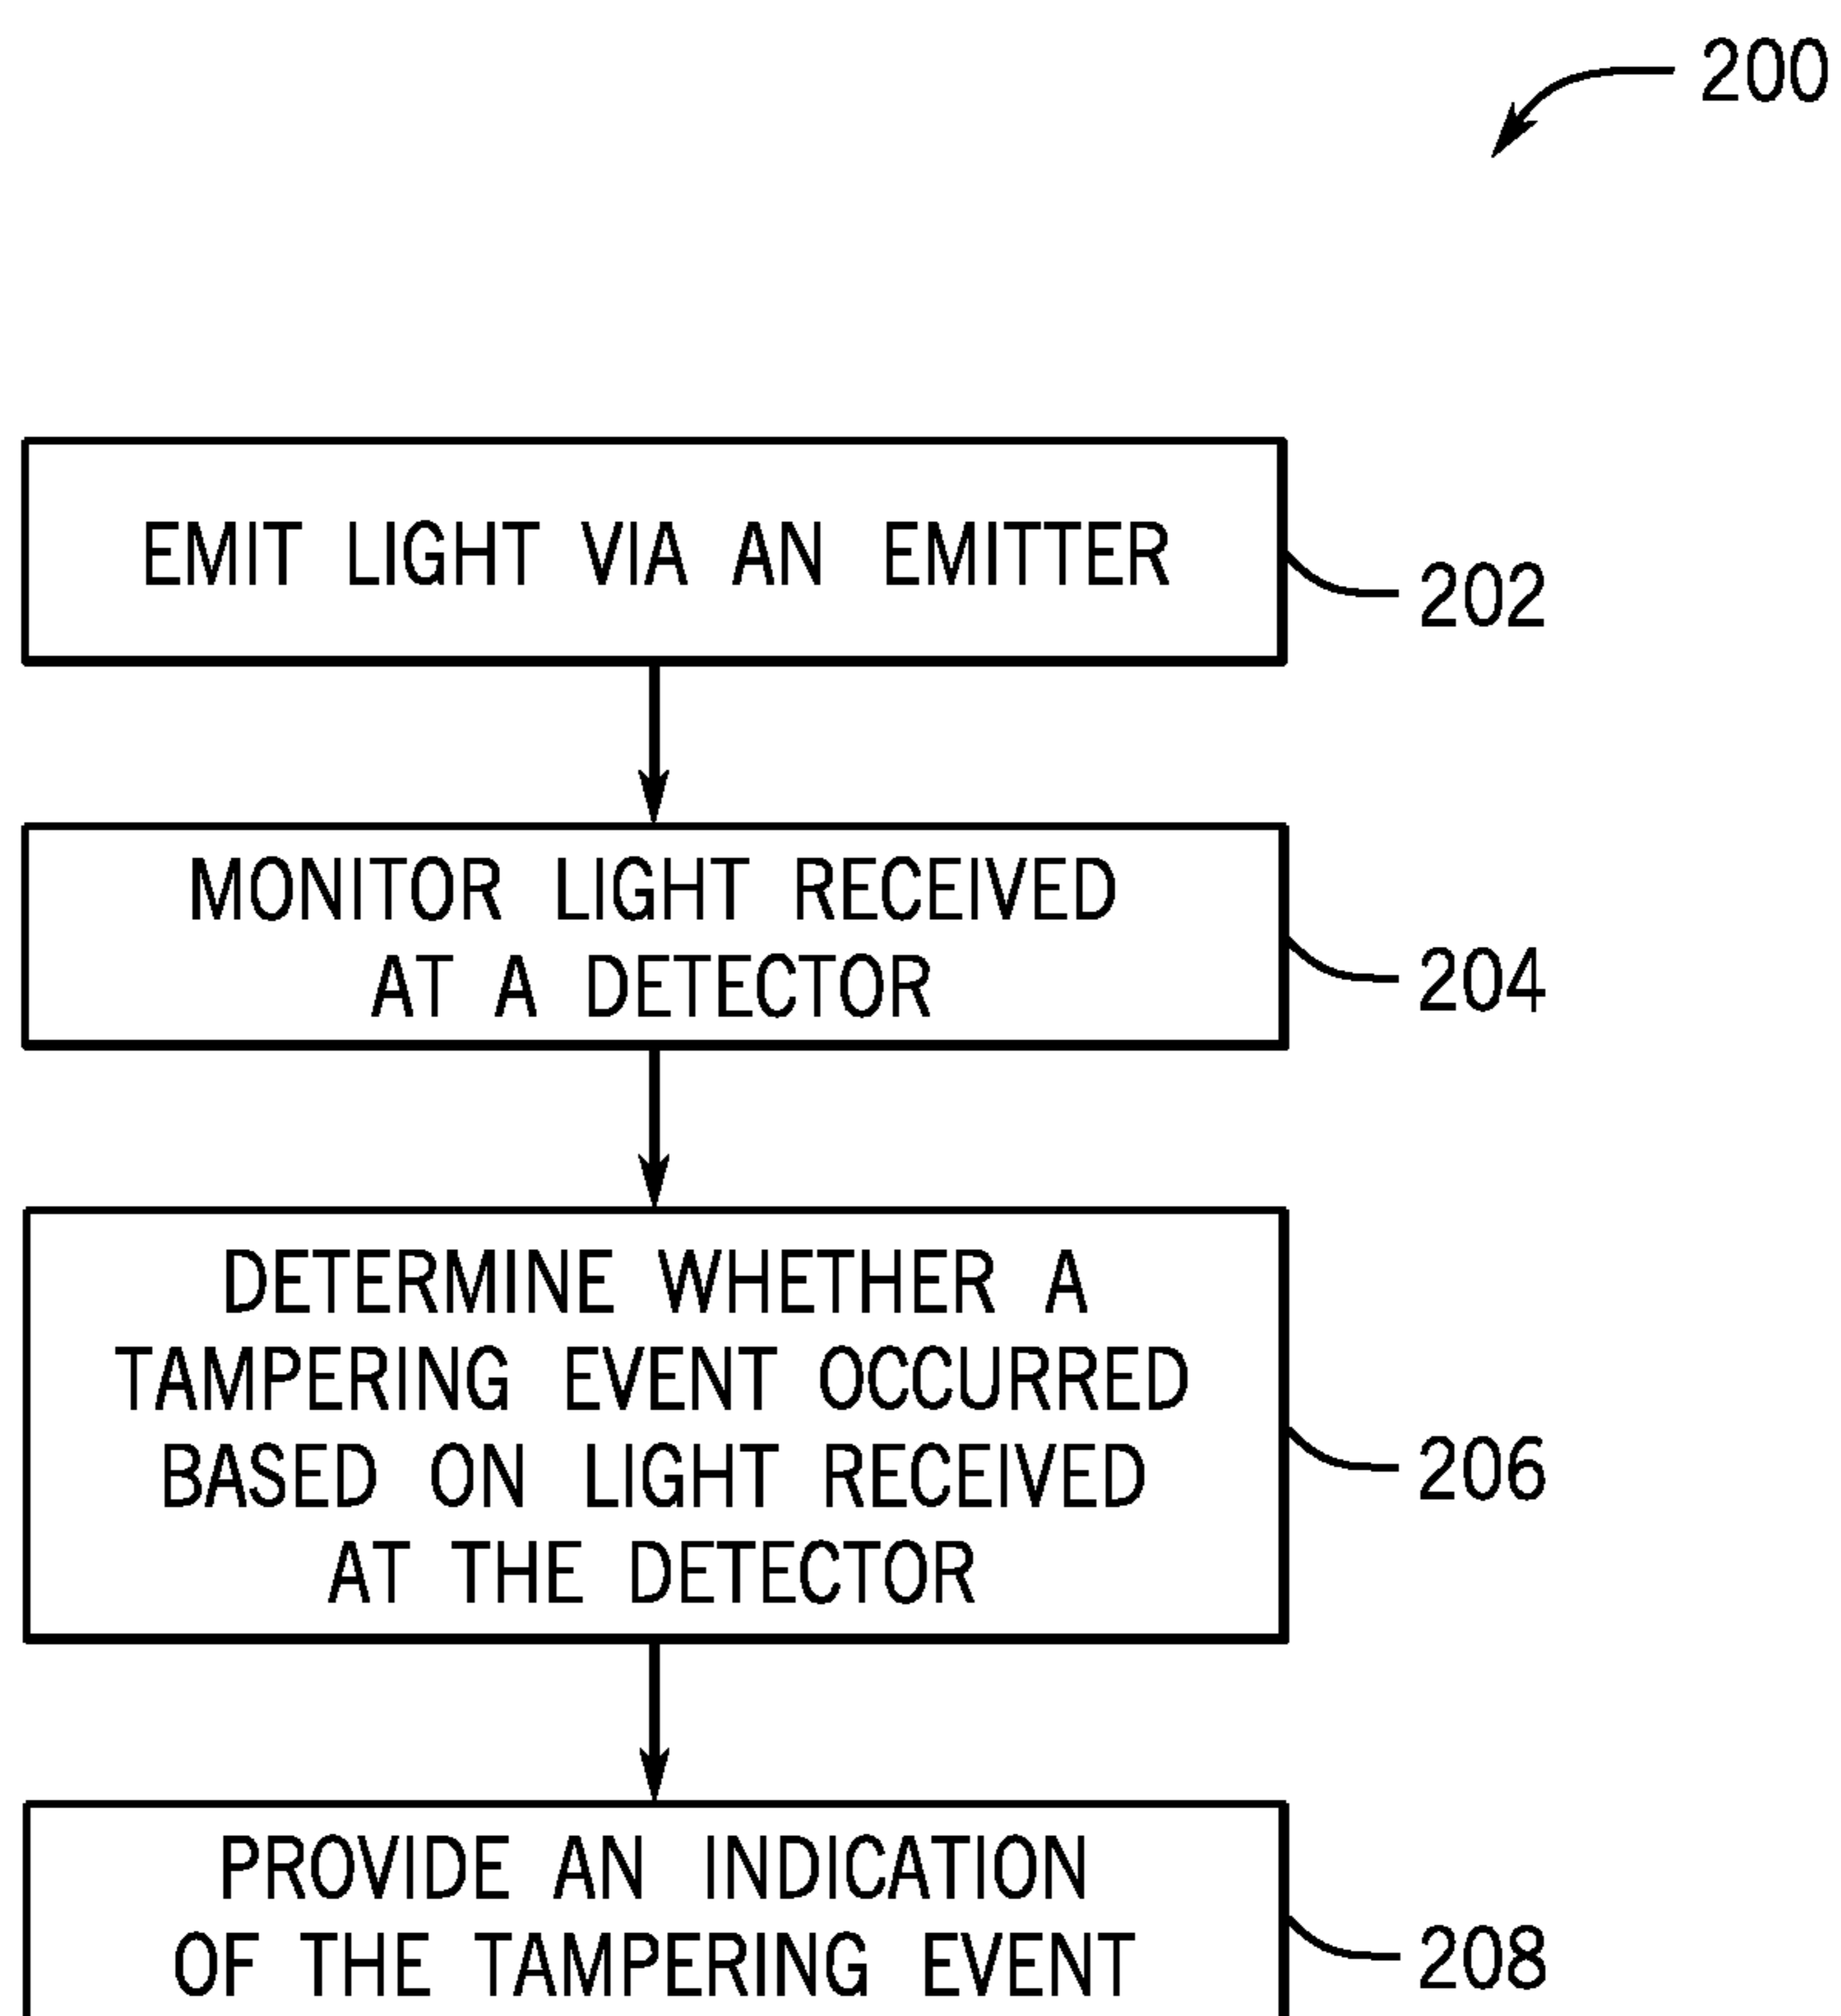 200
EMIT LIGHT VIA AN EMITTER
202
MONITOR LIGHT RECEIVED
AT A DETECTOR
204
DETERMINE WHETHER A
TAMPERING EVENT OCCURRED
BASED ON LIGHT RECEIVED
AT THE DETECTOR
206
PROVIDE AN INDICATION
OF THE TAMPERING EVENT
208